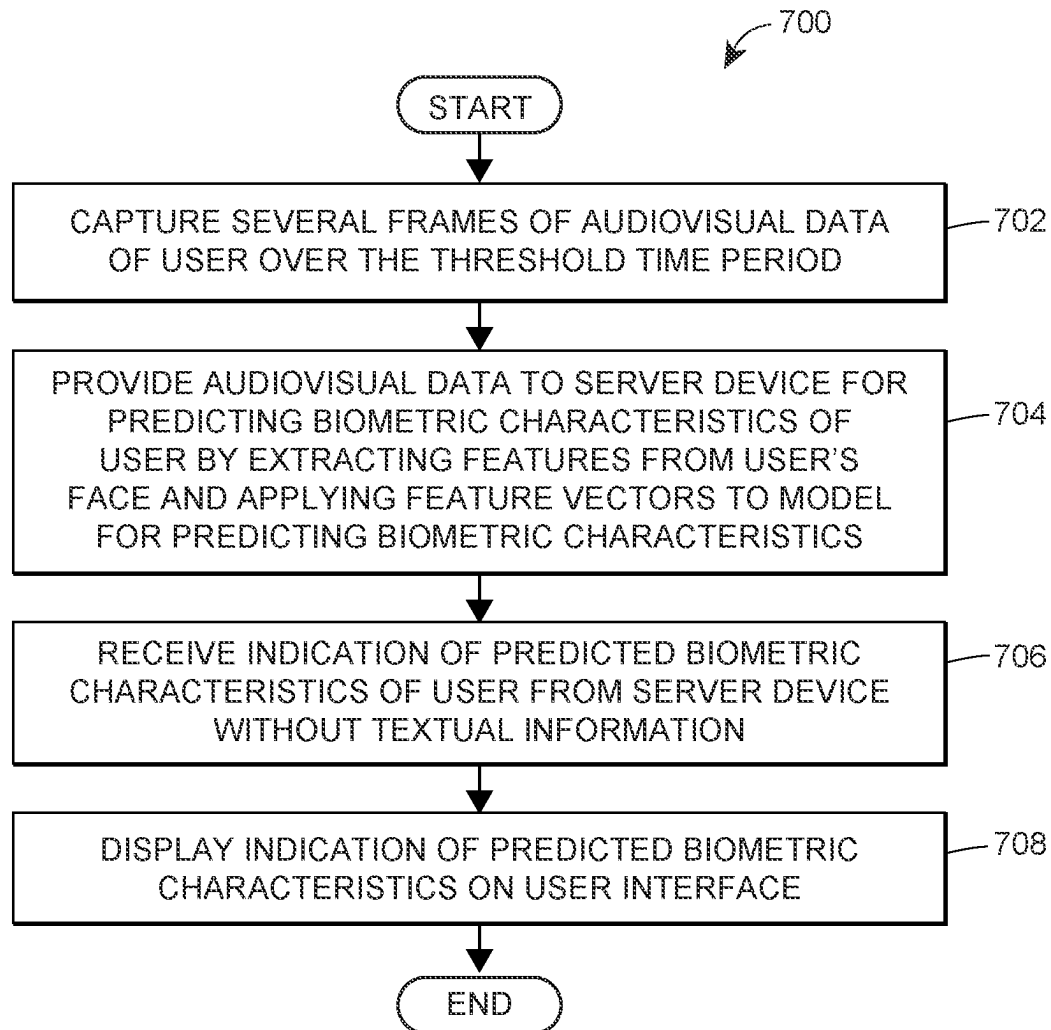 700
START
CAPTURE SEVERAL FRAMES OF AUDIOVISUAL DATA
OF USER OVER THE THRESHOLD TIME PERIOD
702
PROVIDE AUDIOVISUAL DATA TO SERVER DEVICE FOR
PREDICTING BIOMETRIC CHARACTERISTICS OF
USER BY EXTRACTING FEATURES FROM USER'S
FACE AND APPLYING FEATURE VECTORS TO MODEL
FOR PREDICTING BIOMETRIC CHARACTERISTICS
704
RECEIVE INDICATION OF PREDICTED BIOMETRIC
CHARACTERISTICS OF USER FROM SERVER DEVICE
WITHOUT TEXTUAL INFORMATION
706
DISPLAY INDICATION OF PREDICTED BIOMETRIC
CHARACTERISTICS ON USER INTERFACE
708
END